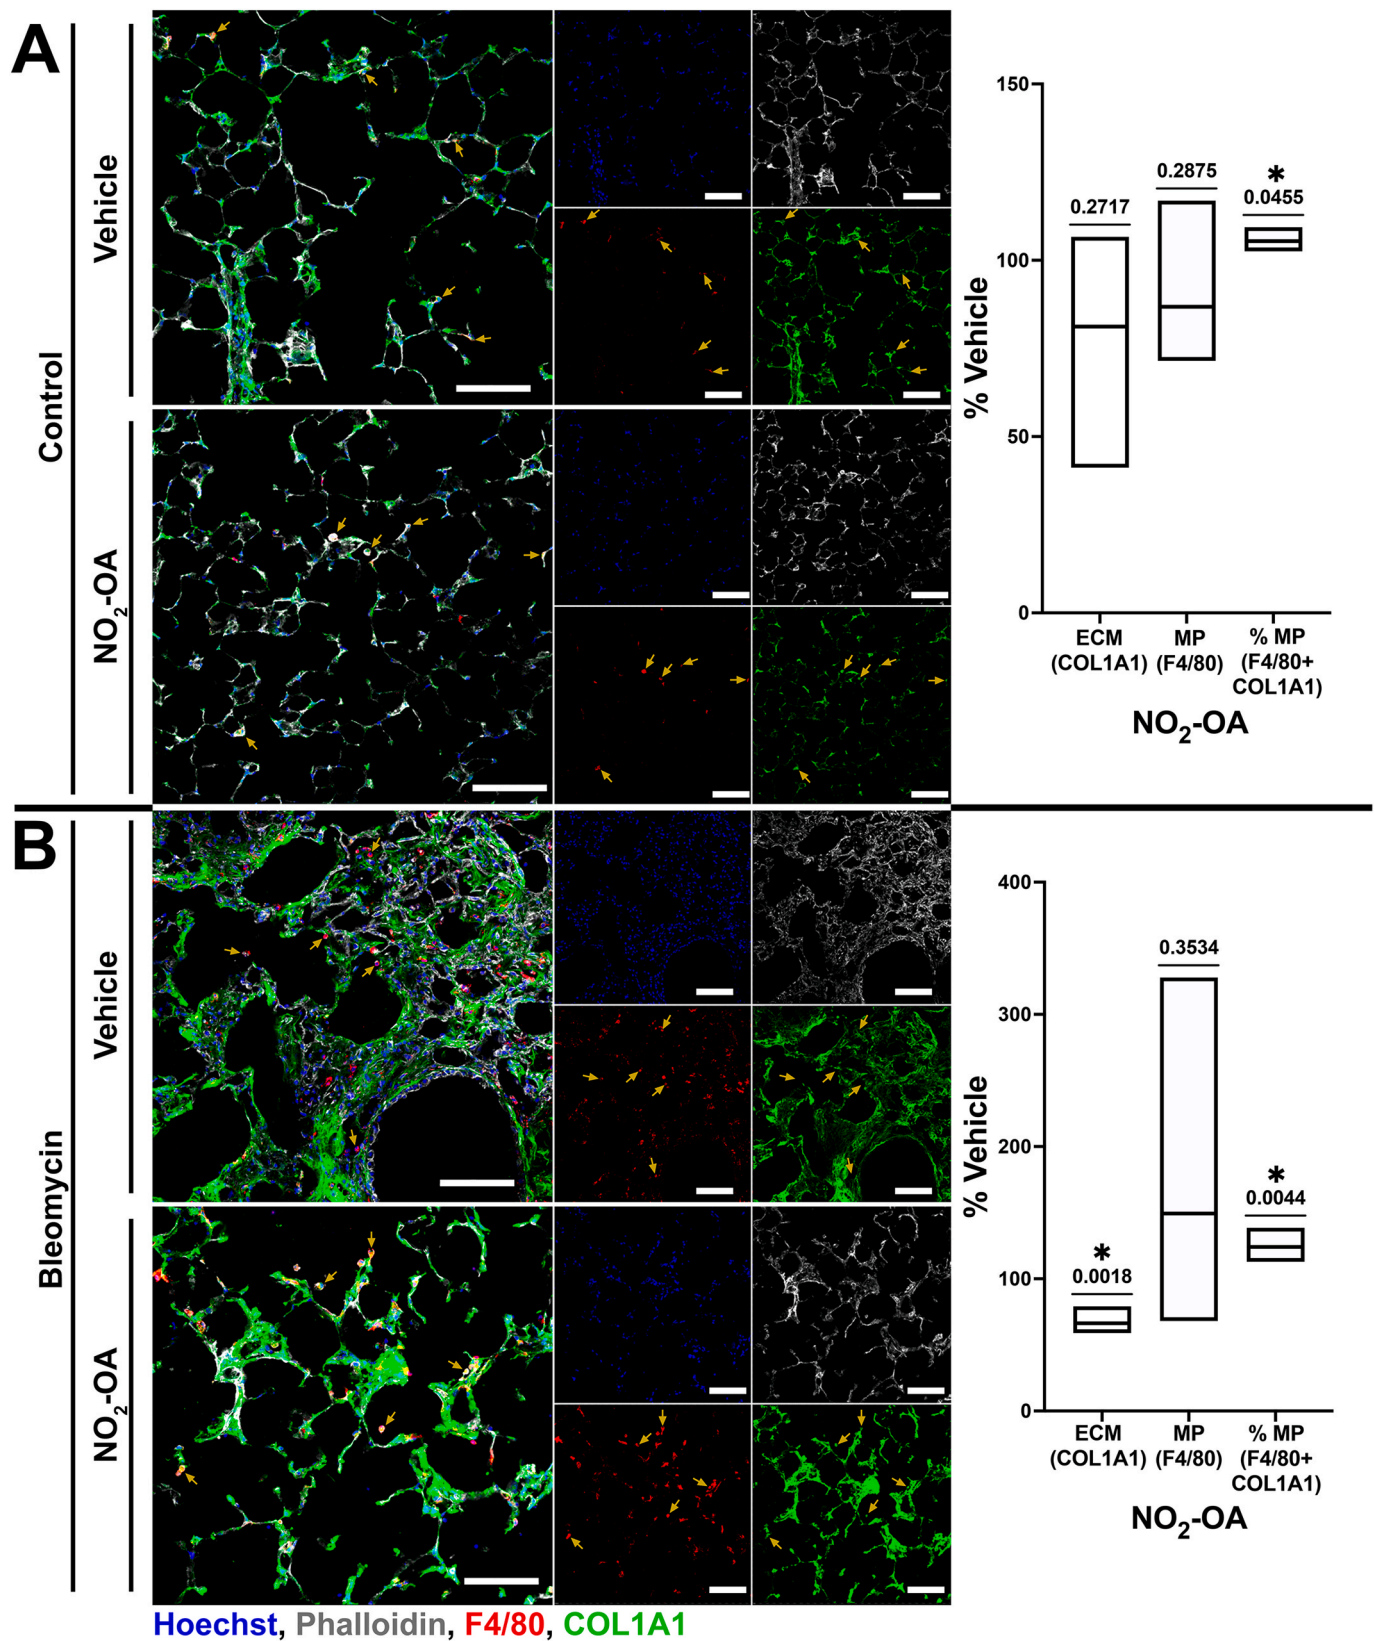 A
Control
Vehicle
NO2-OA
150
100
50
0
% Vehicle
0.2717
0.2875
*
0.0455
ECM
(COL1A1)
MP
(F4/80)
% MP
(F4/80+
COL1A1)
NO2-OA
B
Bleomycin
Vehicle
NO2-OA
400
300
200
100
0
% Vehicle
*
0.0018
0.3534
*
0.0044
ECM
(COL1A1)
MP
(F4/80)
% MP
(F4/80+
COL1A1)
NO2-OA
Hoechst, Phalloidin, F4/80, COL1A1